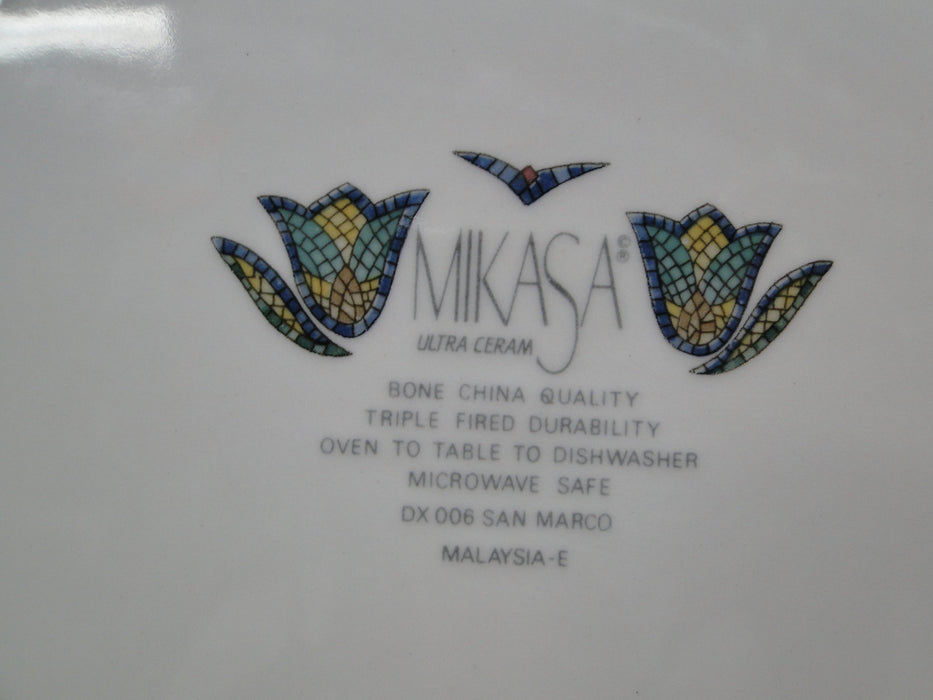 MIKASA ©®
ULTRA CERAM
BONE CHINA QUALITY
TRIPLE FIRED DURABILITY
OVEN TO TABLE TO DISHWASHER
MICROWAVE SAFE
DX 006 SAN MARCO
MALAYSIA-E